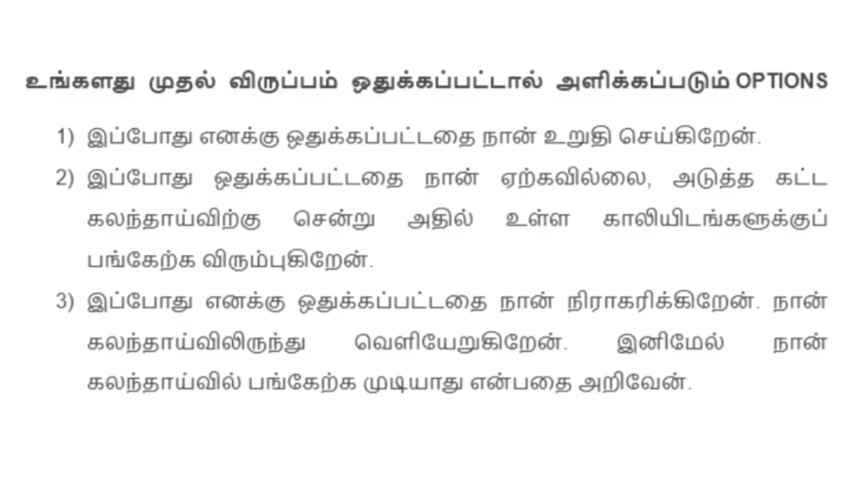 உங்களது முதல் விருப்பம் ஒதுக்கப்பட்டால் அளிக்கப்படும் OPTIONS
1) இப்போது எனக்கு ஒதுக்கப்பட்டதை நான் உறுதி செய்கிறேன்.
2) இப்போது ஒதுக்கப்பட்டதை நான் ஏற்கவில்லை, அடுத்த கட்ட
கலந்தாய்விற்கு சென்று அதில் உள்ள காலியிடங்களுக்குப்
பங்கேற்க விரும்புகிறேன்.
3) இப்போது எனக்கு ஒதுக்கப்பட்டதை நான் நிராகரிக்கிறேன். நான்
கலந்தாய்விலிருந்து வெளியேறுகிறேன். இனிமேல் நான்
கலந்தாய்வில் பங்கேற்க முடியாது என்பதை அறிவேன்.